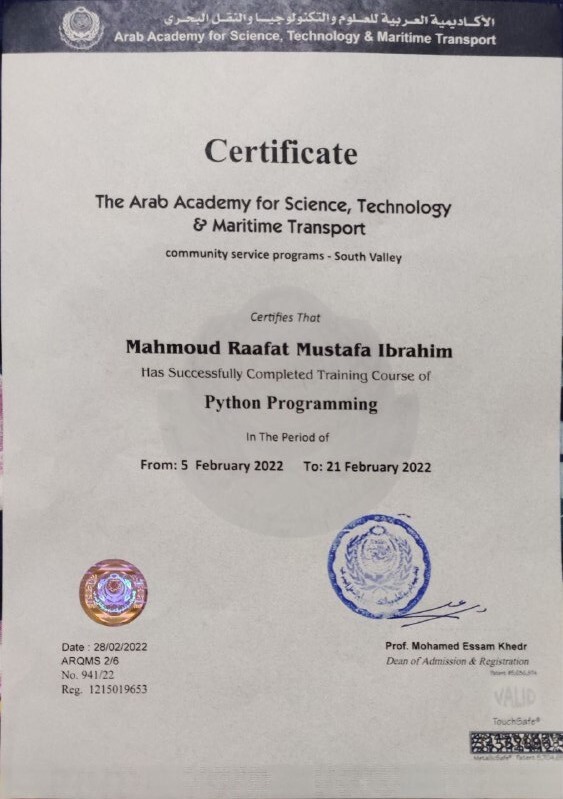 الأكاديمية العربية للعلوم والتكنولوجيا والنقل البحرى
Arab Academy for Science, Technology & Maritime Transport
Certificate
The Arab Academy for Science, Technology
& Maritime Transport
community service programs - South Valley
Certifies That
Mahmoud Raafat Mustafa Ibrahim
Has Successfully Completed Training Course of
Python Programming
In The Period of
From: 5 February 2022 To: 21 February 2022
Date : 28/02/2022
ARQMS 2/6
No. 941/22
Reg. 1215019653
Prof. Mohamed Essam Khedr
Dean of Admission & Registration
VALID
TouchSafe®